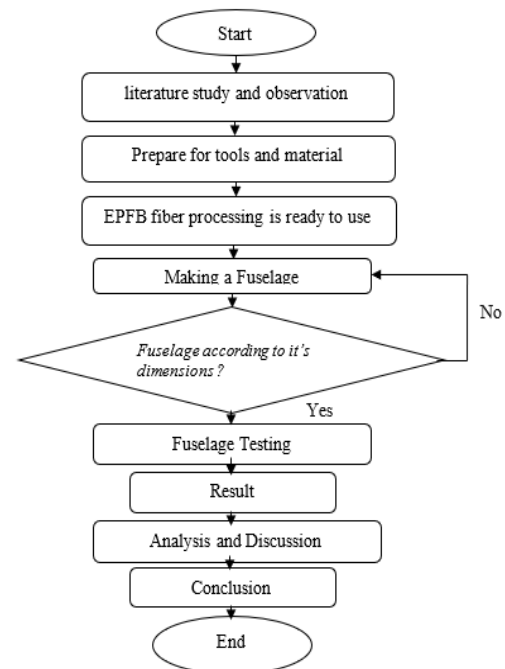 Start
literature study and observation
Prepare for tools and material
EPFB fiber processing is ready to use
Making a Fuselage
No
Fuselage according to it's
dimensions ?
Yes
Fuselage Testing
Result
Analysis and Discussion
Conclusion
End